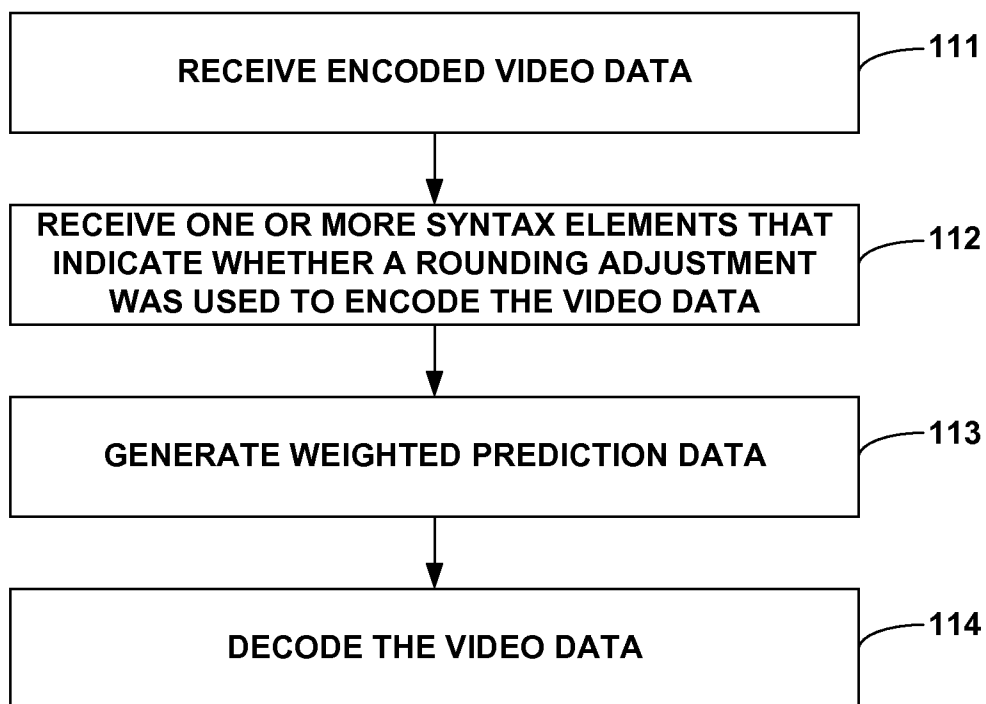 RECEIVE ENCODED VIDEO DATA
111
RECEIVE ONE OR MORE SYNTAX ELEMENTS THAT
INDICATE WHETHER A ROUNDING ADJUSTMENT
WAS USED TO ENCODE THE VIDEO DATA
112
GENERATE WEIGHTED PREDICTION DATA
113
DECODE THE VIDEO DATA
114